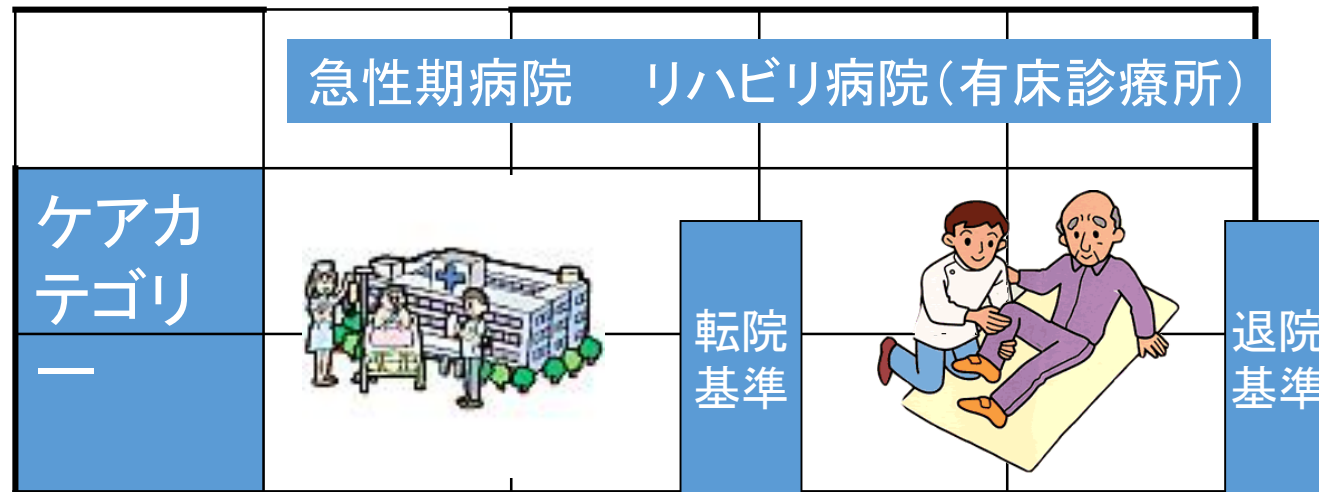 急性期病院　リハビリ病院（有床診療所）
ケアカ
テゴリ
ー
転院
基準
退院
基準